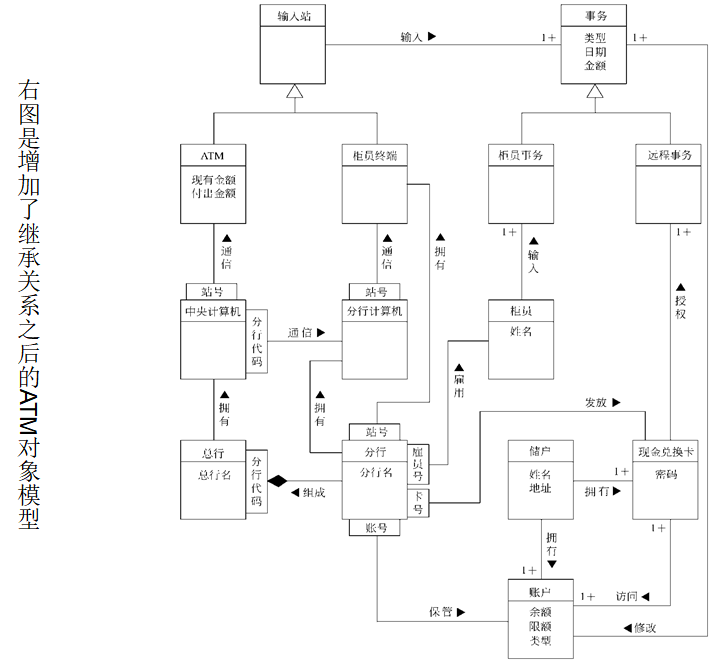 右图是增加了继承关系之后的ATM对象模型
输入站
事务
类型
日期
金额
输入▶
1+
1+
ATM
现有金额
付出金额
柜员终端
柜员事务
远程事务
1+
1+
▲通信
▲通信
▲拥有
▲输入
▲授权
站号
中央计算机
分行代码
通信▶
站号
分行计算机
柜员
姓名
▲拥有
▲拥有
▲雇用
发放▶
总行
总行名
分行代码
◀组成
站号
分行
分行名
雇员号
卡号
账号
储户
姓名
地址
拥有▶
1+
现金兑换卡
密码
1+
拥有▼
1+
保管▶
账户
余额
限额
类型
1+
访问◀
◀修改